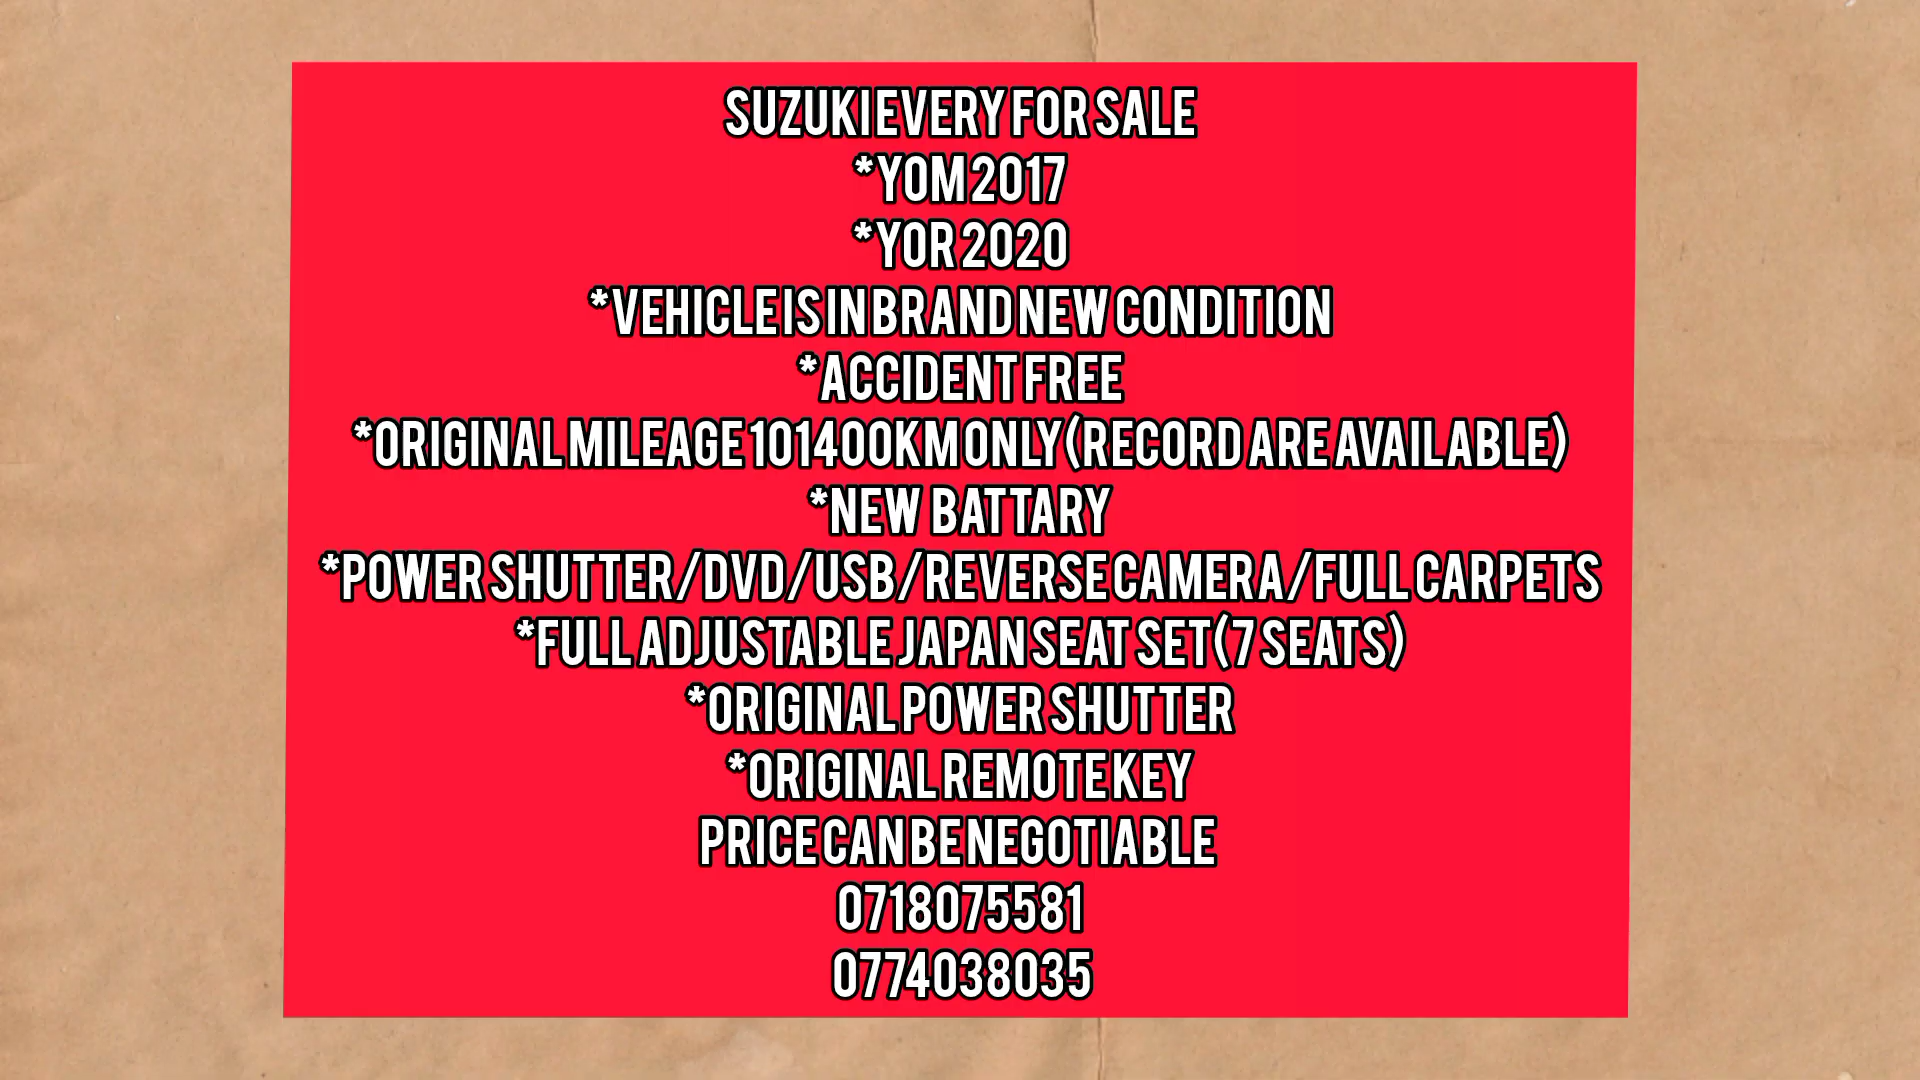 SUZUKI EVERY FOR SALE
*YOM 2017
*YOR 2020
*VEHICLE IS IN BRAND NEW CONDITION
*ACCIDENT FREE
*ORIGINAL MILEAGE 101400KM ONLY (RECORD ARE AVAILABLE)
*NEW BATTARY
*POWER SHUTTER/DVD/USB/REVERSE CAMERA/FULL CARPETS
*FULL ADJUSTABLE JAPAN SEAT SET(7 SEATS)
*ORIGINAL POWER SHUTTER
*ORIGINAL REMOTE KEY
PRICE CAN BE NEGOTIABLE
0718075581
0774038035